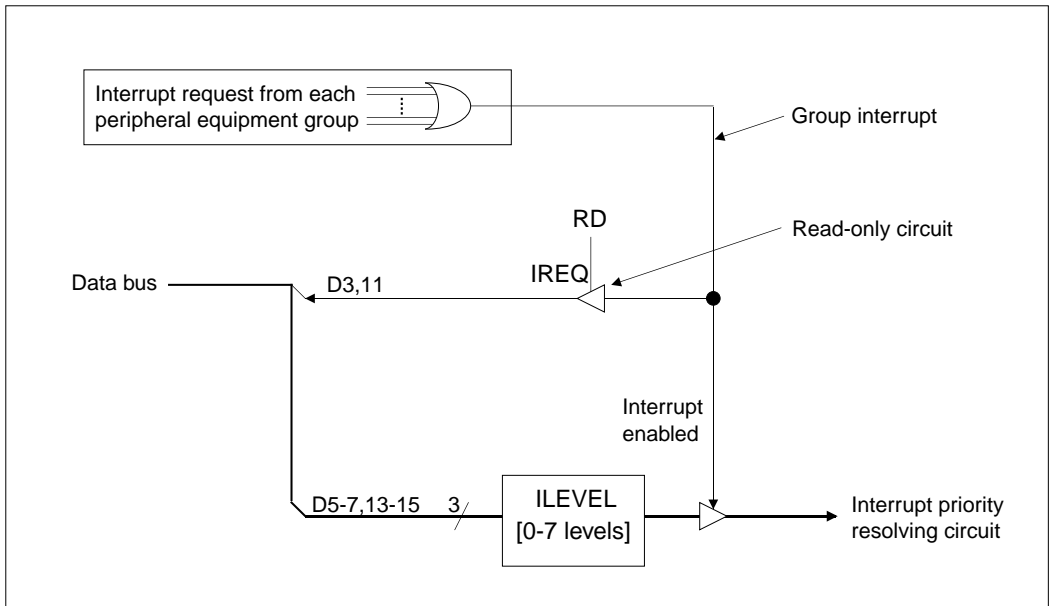 Interrupt request from each
peripheral equipment group
Group interrupt
RD
Read-only circuit
IREQ
Data bus
D3,11
Interrupt
enabled
D5-7,13-15
3
ILEVEL
[0-7 levels]
Interrupt priority
resolving circuit